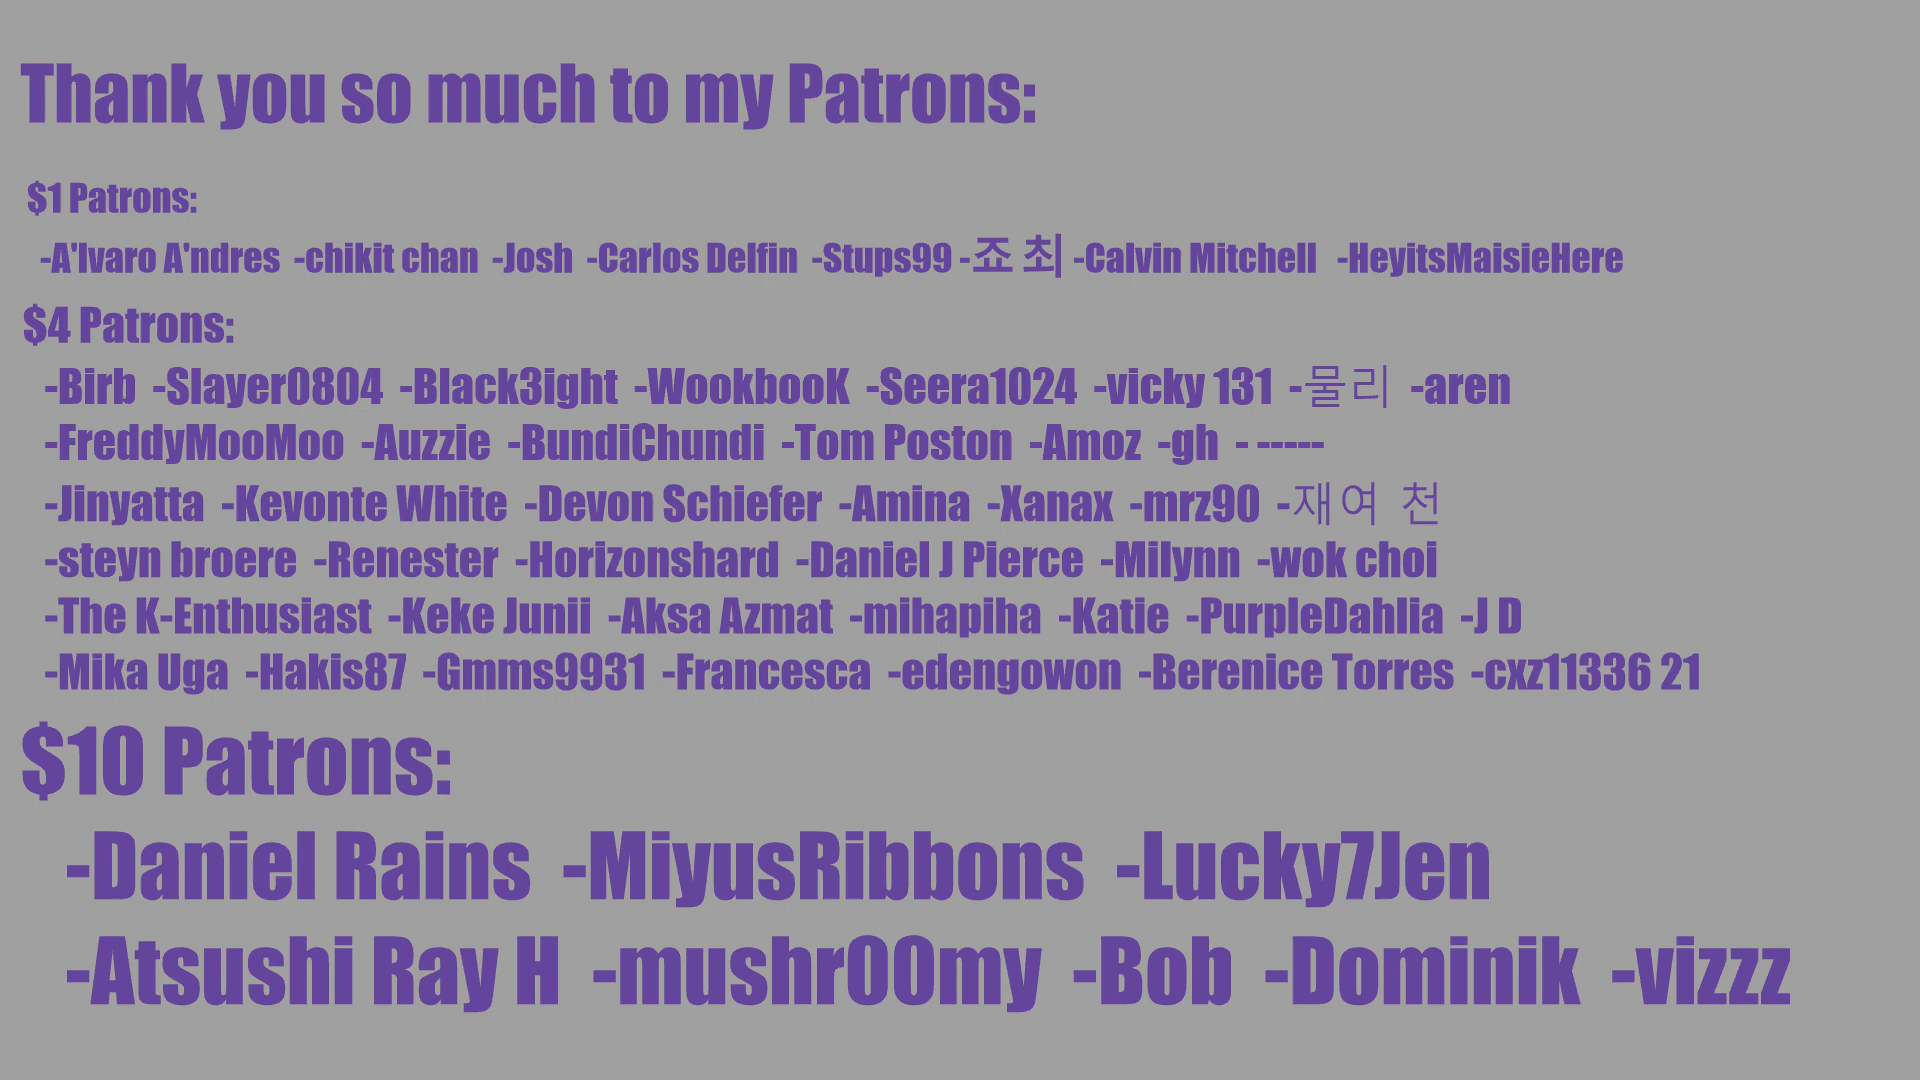 Thank you so much to my Patrons:
$1 Patrons:
-A'lvaro A'ndres -chikit chan -Josh -Carlos Delfin -Stups99 -죠 최 -Calvin Mitchell -HeyitsMaisieHere
$4 Patrons:
-Birb -Slayer0804 -Black3ight -WookbooK -Seera1024 -vicky 131 -물리 -aren
-FreddyMooMoo -Auzzie -BundiChundi -Tom Poston -Amoz -gh - -----
-Jinyatta -Kevonte White -Devon Schiefer -Amina -Xanax -mrz90 -재여 천
-steyn broere -Renester -Horizonshard -Daniel J Pierce -Milynn -wok choi
-The K-Enthusiast -Keke Junii -Aksa Azmat -mihapiha -Katie -PurpleDahlia -J D
-Mika Uga -Hakis87 -Gmms9931 -Francesca -edengowon -Berenice Torres -cxz11336 21
$10 Patrons:
-Daniel Rains -MiyusRibbons -Lucky7Jen
-Atsushi Ray H -mushr00my -Bob -Dominik -vizzz